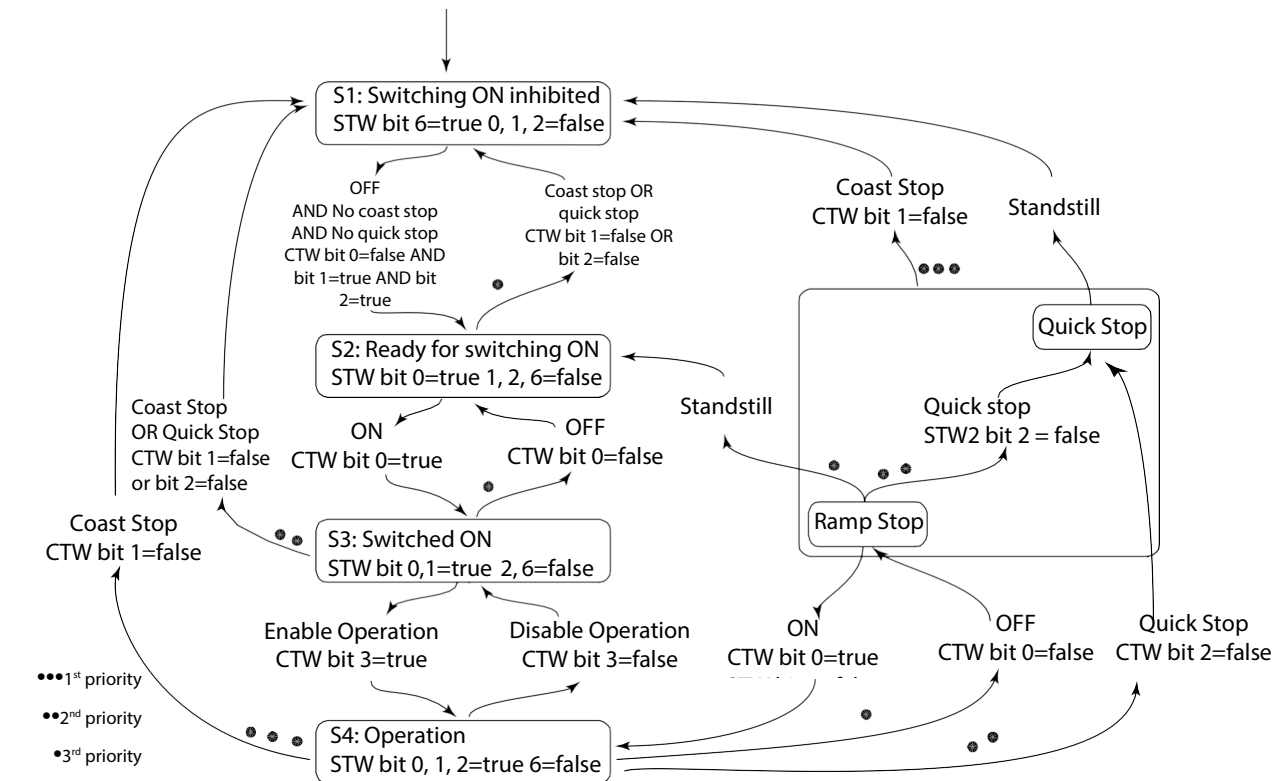 S1: Switching ON inhibited
STW bit 6=true 0, 1, 2=false
OFF
AND No coast stop
AND No quick stop
CTW bit 0=false AND
bit 1=true AND bit
2=true
Coast stop OR
quick stop
CTW bit 1=false OR
bit 2=false
Coast Stop
CTW bit 1=false
Standstill
Quick Stop
S2: Ready for switching ON
STW bit 0=true 1, 2, 6=false
Coast Stop
OR Quick Stop
CTW bit 1=false
or bit 2=false
ON
CTW bit 0=true
OFF
CTW bit 0=false
Standstill
Quick stop
STW2 bit 2 = false
Ramp Stop
Coast Stop
CTW bit 1=false
S3: Switched ON
STW bit 0,1=true 2, 6=false
Enable Operation
CTW bit 3=true
Disable Operation
CTW bit 3=false
ON
CTW bit 0=true
OFF
CTW bit 0=false
Quick Stop
CTW bit 2=false
•••1st priority
••2nd priority
•3rd priority
S4: Operation
STW bit 0, 1, 2=true 6=false